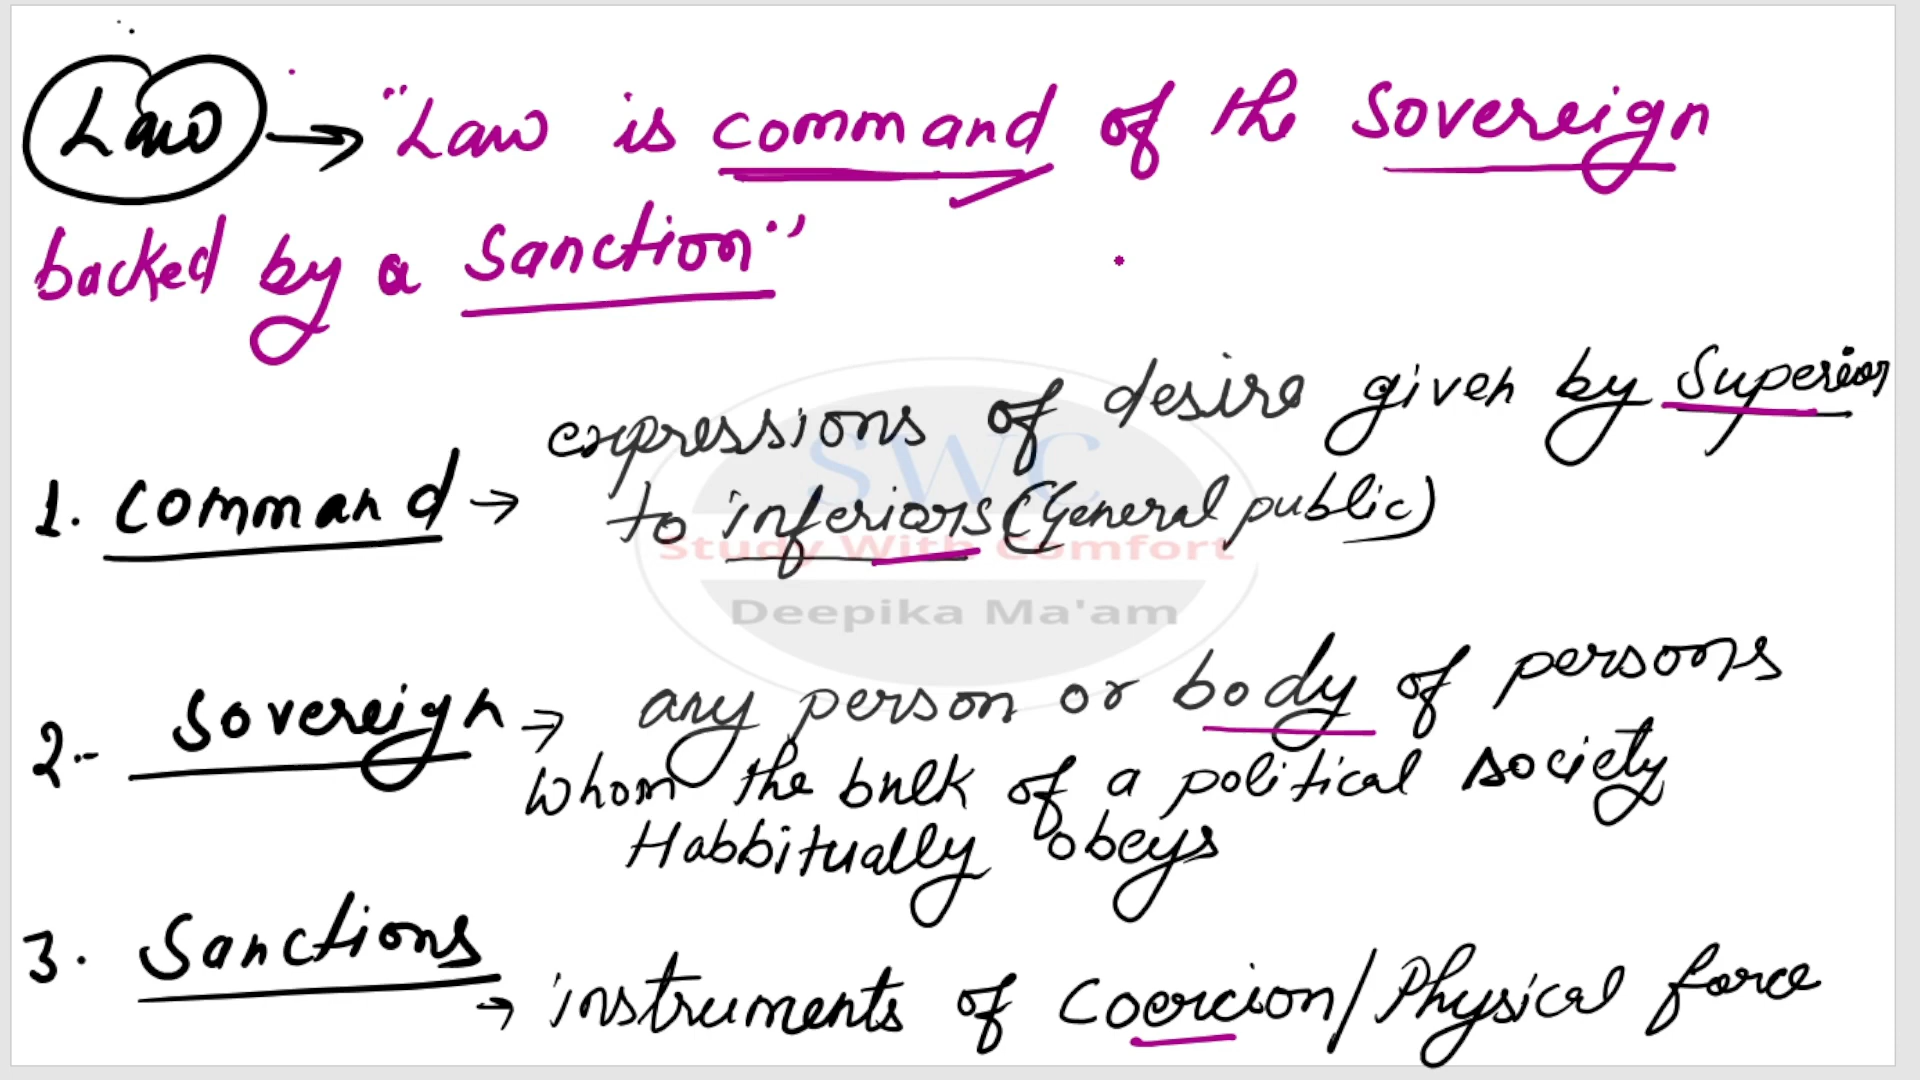 Law → "Law is command of the Sovereign
backed by a Sanction"
expressions of desire given by Superior
1. Command → to inferiors (General public)
SWC
Study With Comfort
Deepika Ma'am
2.- Sovereign → any person or body of persons
whom the bulk of a political society
Habbitually obeys
3. Sanctions
→ instruments of Coercion/Physical force